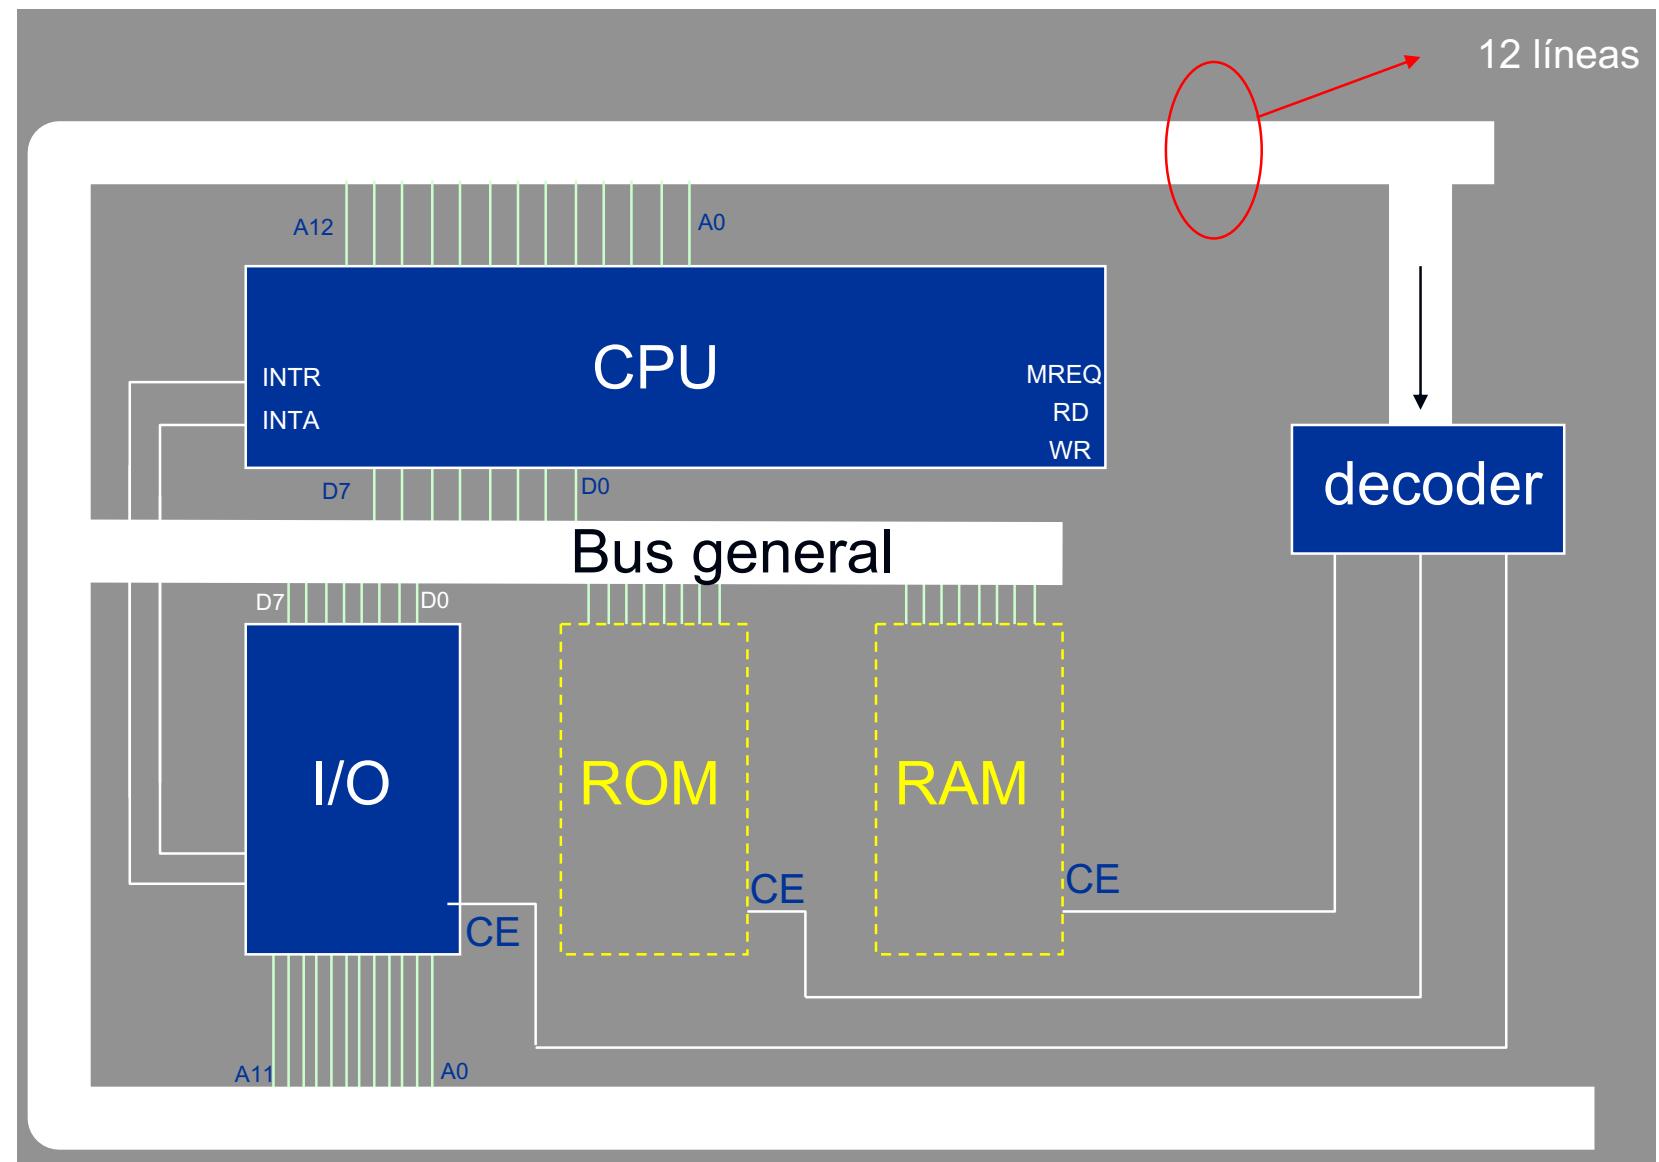 12 líneas
A12
A0
CPU
INTR
INTA
MREQ
RD
WR
decoder
D7
D0
Bus general
D7
D0
I/O
ROM
RAM
CE
CE
CE
A11
A0